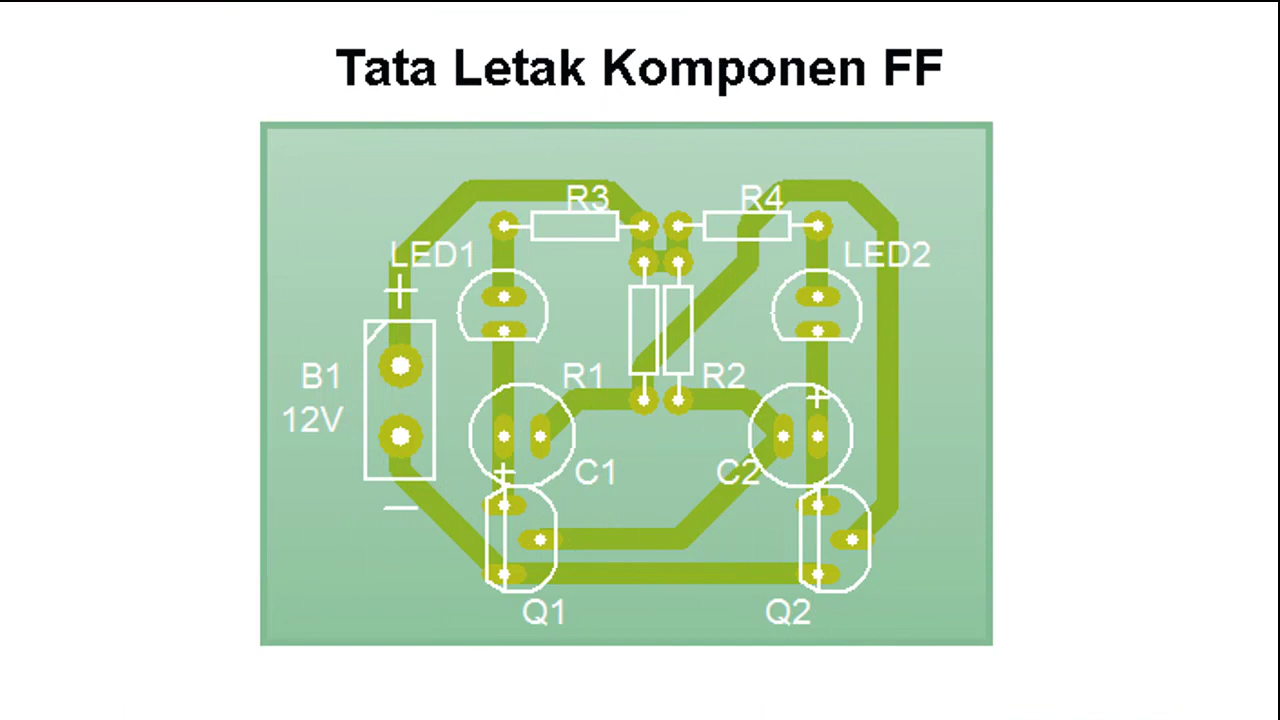 Tata Letak Komponen FF
R3
R4
LED1
LED2
+
B1
12V
R1
R2
+
C1
C2
+
—
Q1
Q2